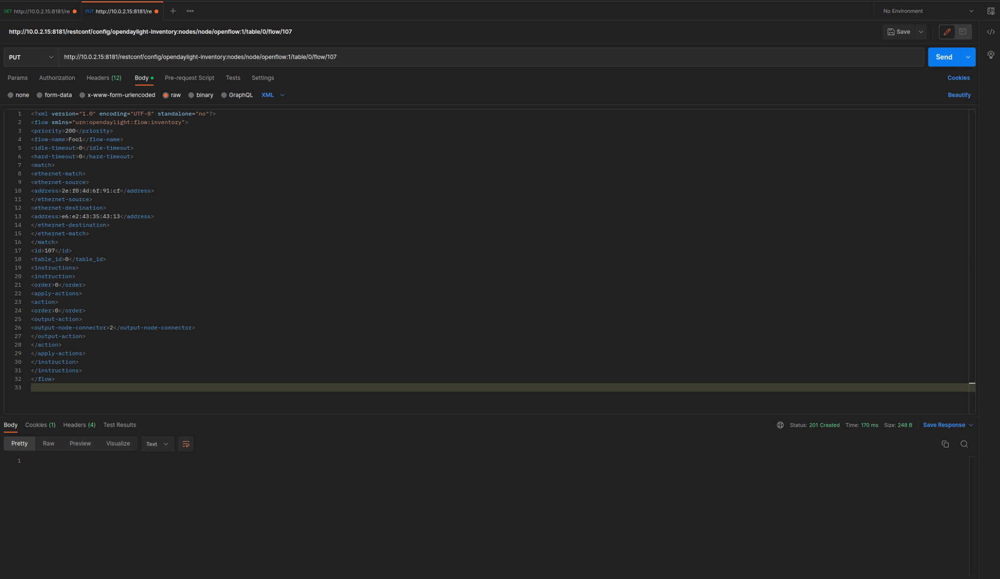 GET http://10.0.2.15:8181/re PUT http://10.0.2.15:8181/re No Environment
http://10.0.2.15:8181/restconf/config/opendaylight-inventory:nodes/node/openflow:1/table/0/flow/107 Save
PUT http://10.0.2.15:8181/restconf/config/opendaylight-inventory:nodes/node/openflow:1/table/0/flow/107 Send
Params Authorization Headers (12) Body Pre-request Script Tests Settings Cookies
none form-data x-www-form-urlencoded raw binary GraphQL XML Beautify
1 <?xml version="1.0" encoding="UTF-8" standalone="no"?>
2 <flow xmlns="urn:opendaylight:flow:inventory">
3 <priority>200</priority>
4 <flow-name>Foo1</flow-name>
5 <idle-timeout>0</idle-timeout>
6 <hard-timeout>0</hard-timeout>
7 <match>
8 <ethernet-match>
9 <ethernet-source>
10 <address>2e:f0:4d:6f:91:cf</address>
11 </ethernet-source>
12 <ethernet-destination>
13 <address>e6:e2:43:35:43:13</address>
14 </ethernet-destination>
15 </ethernet-match>
16 </match>
17 <id>107</id>
18 <table_id>0</table_id>
19 <instructions>
20 <instruction>
21 <order>0</order>
22 <apply-actions>
23 <action>
24 <order>0</order>
25 <output-action>
26 <output-node-connector>2</output-node-connector>
27 </output-action>
28 </action>
29 </apply-actions>
30 </instruction>
31 </instructions>
32 </flow>
33
Body Cookies (1) Headers (4) Test Results Status: 201 Created Time: 170 ms Size: 248 B Save Response
Pretty Raw Preview Visualize Text
1